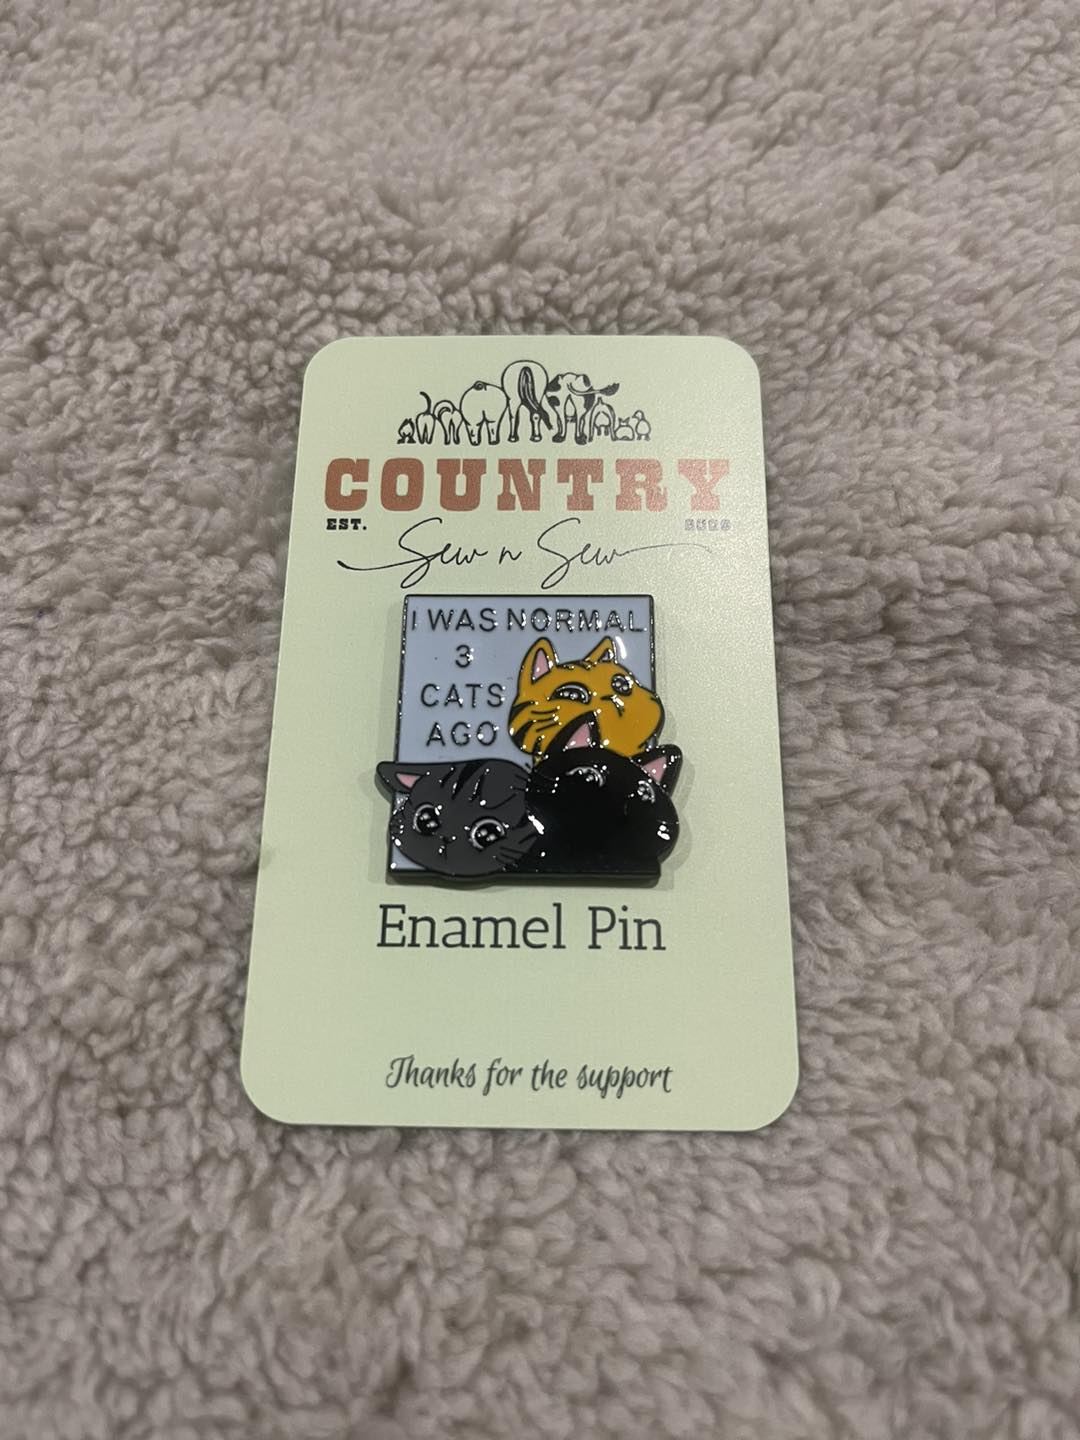 COUNTRY
EST.
Sew n Sew
I WAS NORMAL
3
CATS
AGO
Enamel Pin
Thanks for the support